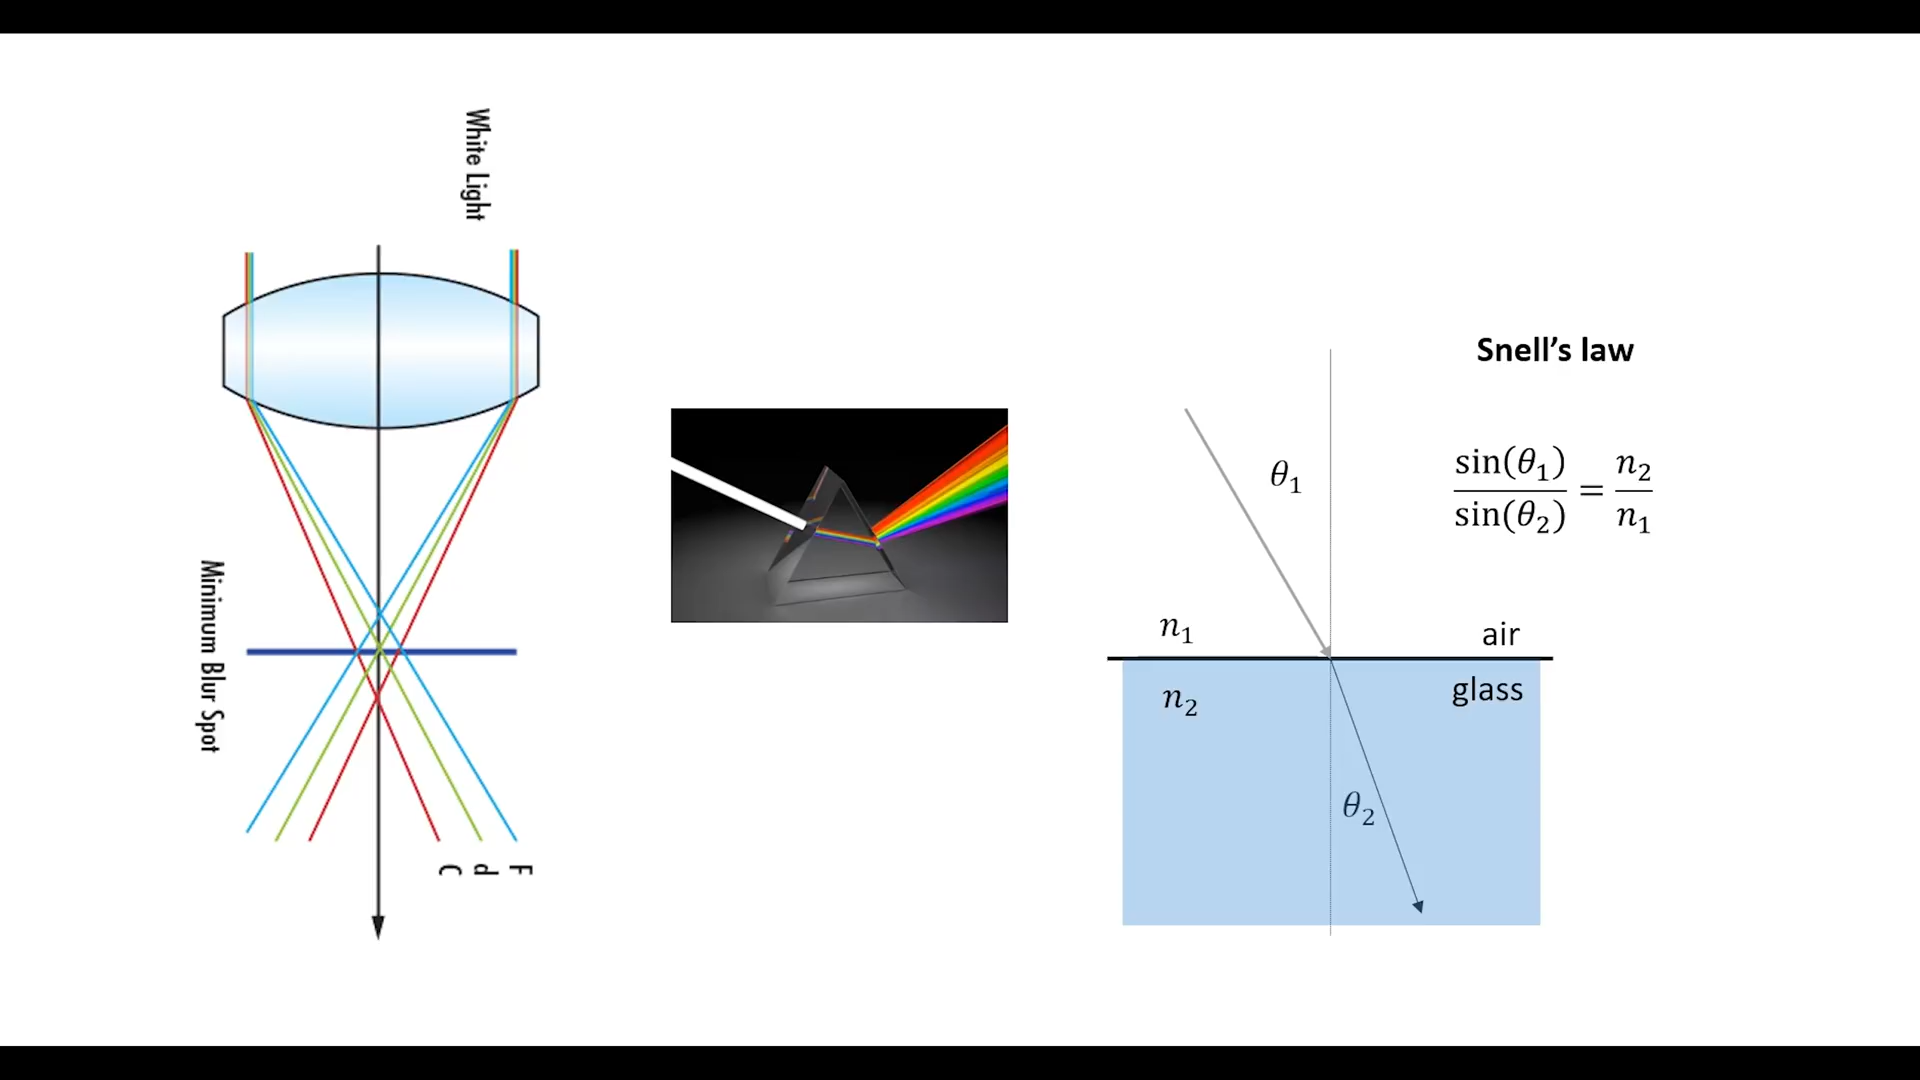 White Light
Minimum Blur Spot
C d F
Snell’s law
sin(θ₁)
sin(θ₂)
=
n₂
n₁
θ₁
n₁
air
n₂
glass
θ₂